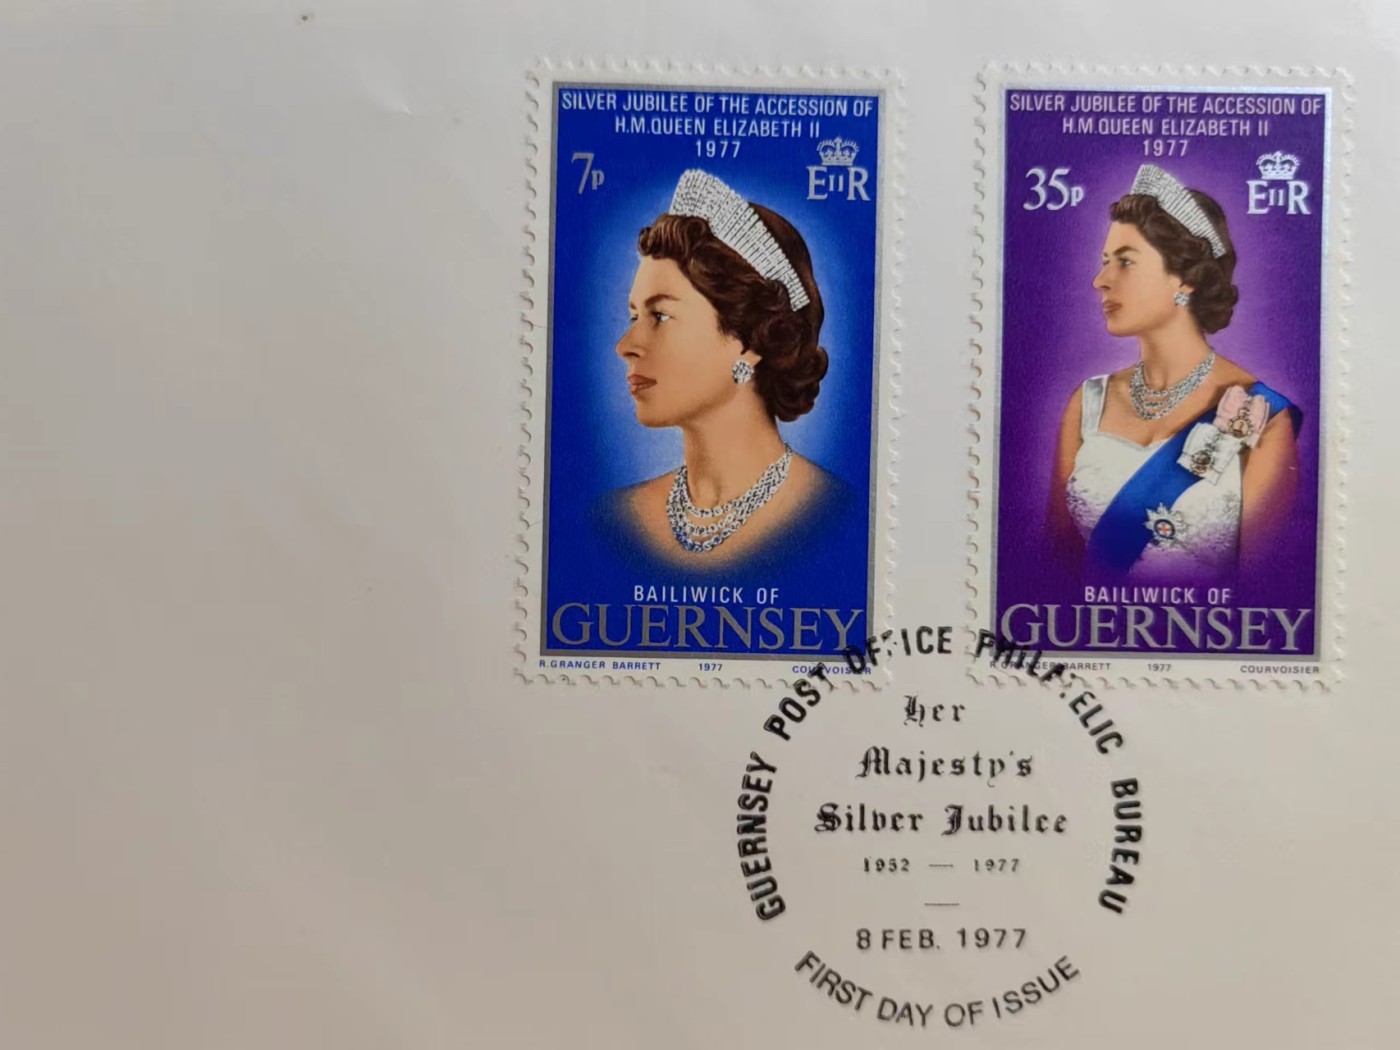 SILVER JUBILEE OF THE ACCESSION OF
H.M.QUEEN ELIZABETH II
1977
7p
EIIR
BAILIWICK OF
GUERNSEY
R.GRANGER BARRETT 1977 COURVOISIER
SILVER JUBILEE OF THE ACCESSION OF
H.M.QUEEN ELIZABETH II
1977
35p
EIIR
BAILIWICK OF
GUERNSEY
R.GRANGER BARRETT 1977 COURVOISIER
GUERNSEY POST OFFICE PHILATELIC BUREAU
Her
Majesty's
Silver Jubilee
1952 — 1977
8 FEB. 1977
FIRST DAY OF ISSUE